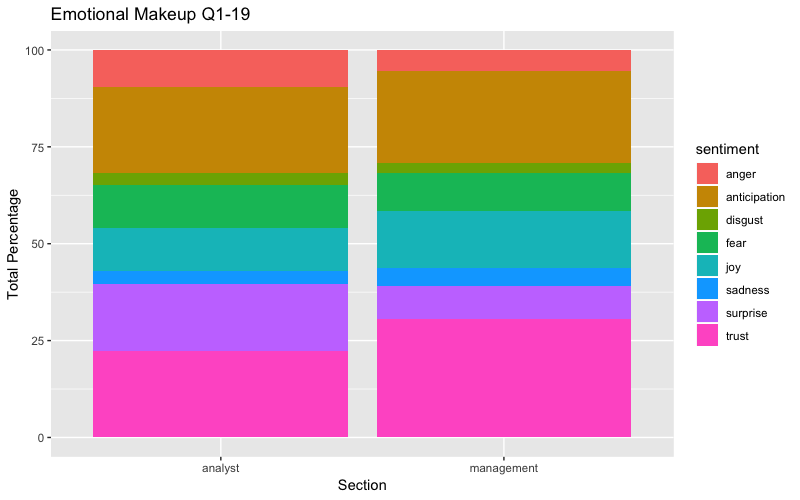 Emotional Makeup Q1-19
Total Percentage
100
75
50
25
0
analyst management
Section
sentiment
anger
anticipation
disgust
fear
joy
sadness
surprise
trust